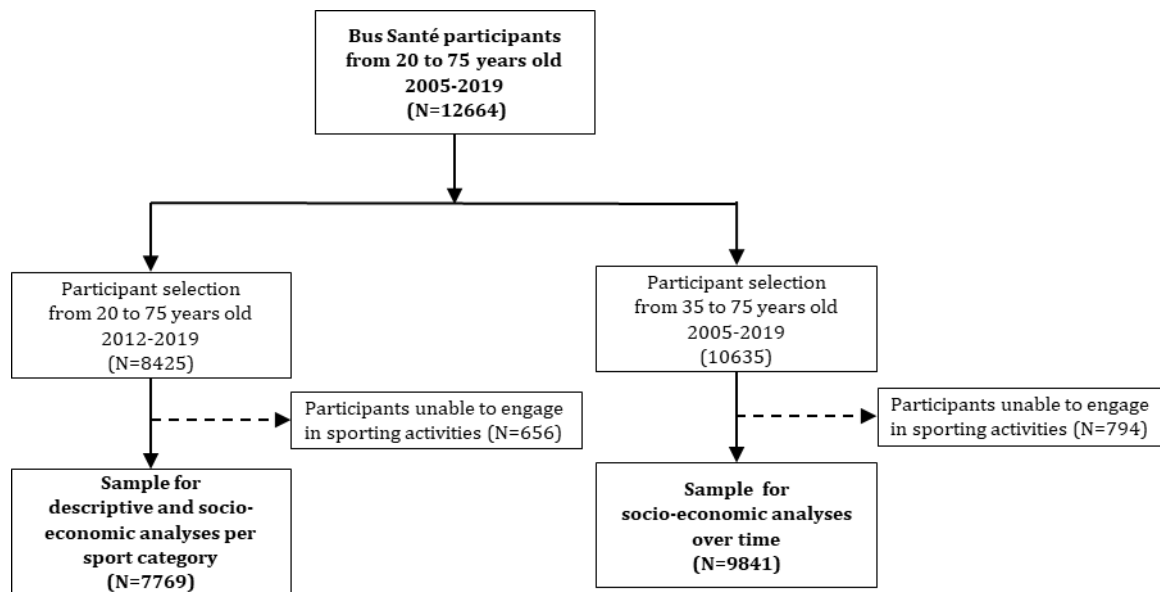 Bus Santé participants
from 20 to 75 years old
2005-2019
(N=12664)
Participant selection
from 20 to 75 years old
2012-2019
(N=8425)
Participant selection
from 35 to 75 years old
2005-2019
(10635)
Participants unable to engage
in sporting activities (N=656)
Participants unable to engage
in sporting activities (N=794)
Sample for
descriptive and socio-
economic analyses per
sport category
(N=7769)
Sample for
socio-economic analyses
over time
(N=9841)